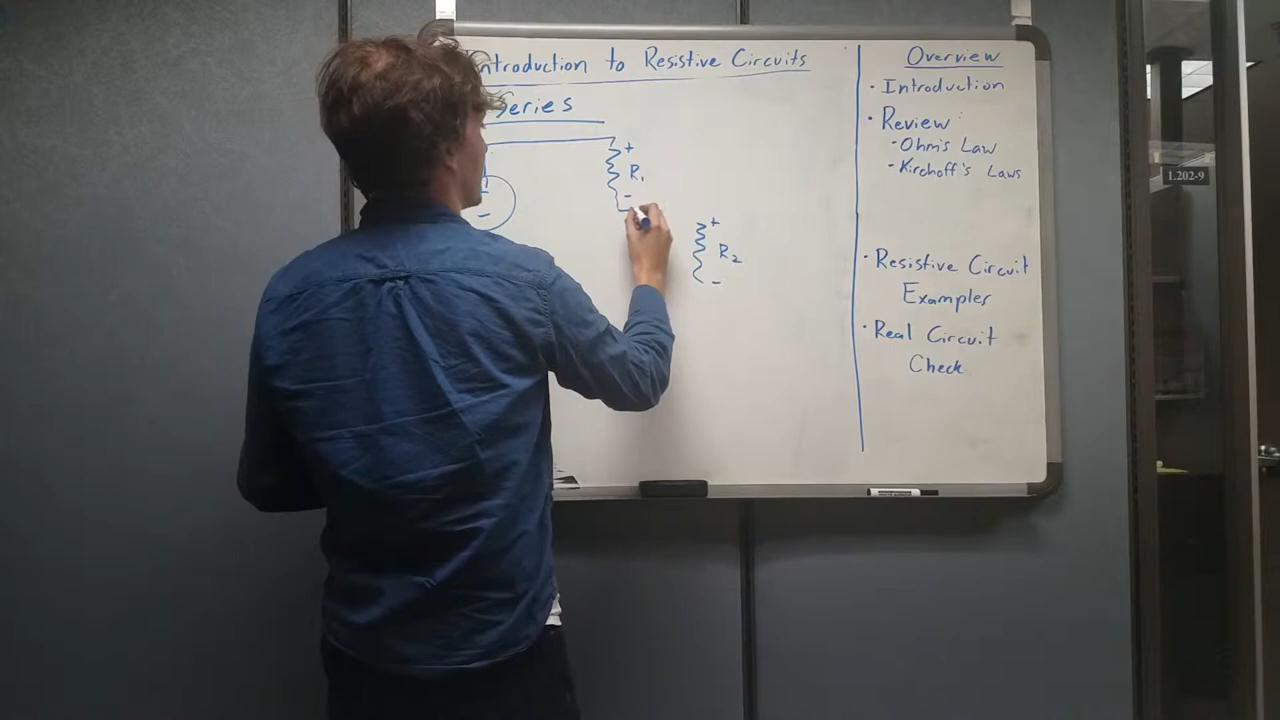 ntroduction to Resistive Circuits
Series
+
R₁
-
+
R₂
-
-
Overview
· Introduction
· Review
- Ohm's Law
- Kirchoff's Laws
· Resistive Circuit
Examples
· Real Circuit
Check
1.202-9